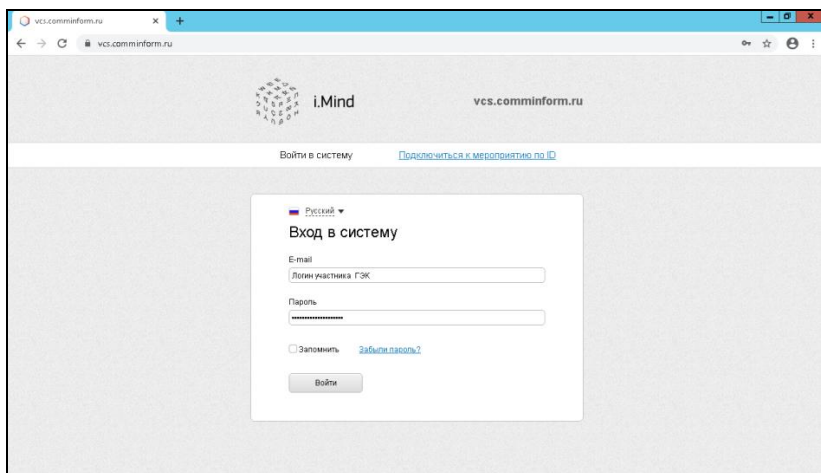 vcs.comminform.ru
vcs.comminform.ru
i.Mind
vcs.comminform.ru
Войти в систему
Подключиться к мероприятию по ID
Русский
Вход в систему
E-mail
Логин участника ГЭК
Пароль
Запомнить Забыли пароль?
Войти